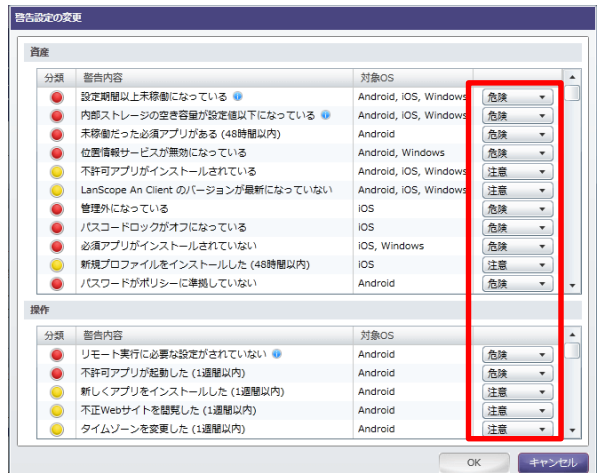 警告設定の変更
資産
分類 警告内容 対象OS
設定期間以上未稼働になっている Android, iOS, Windows 危険
内部ストレージの空き容量が設定値以下になっている Android, iOS, Windows 危険
未稼働だった必須アプリがある (48時間以内) Android 危険
位置情報サービスが無効になっている Android, Windows 危険
不許可アプリがインストールされている Android, iOS, Windows 注意
LanScope An Client のバージョンが最新になっていない Android, iOS, Windows 注意
管理外になっている iOS 危険
パスコードロックがオフになっている iOS 危険
必須アプリがインストールされていない iOS, Windows 危険
新規プロファイルをインストールした (48時間以内) iOS 注意
パスワードがポリシーに準拠していない Android 危険
操作
分類 警告内容 対象OS
リモート実行に必要な設定がされていない Android 危険
不許可アプリが起動した (1週間以内) Android 危険
新しくアプリをインストールした (1週間以内) Android 注意
不正Webサイトを閲覧した (1週間以内) Android 注意
タイムゾーンを変更した (1週間以内) Android 注意
OK キャンセル